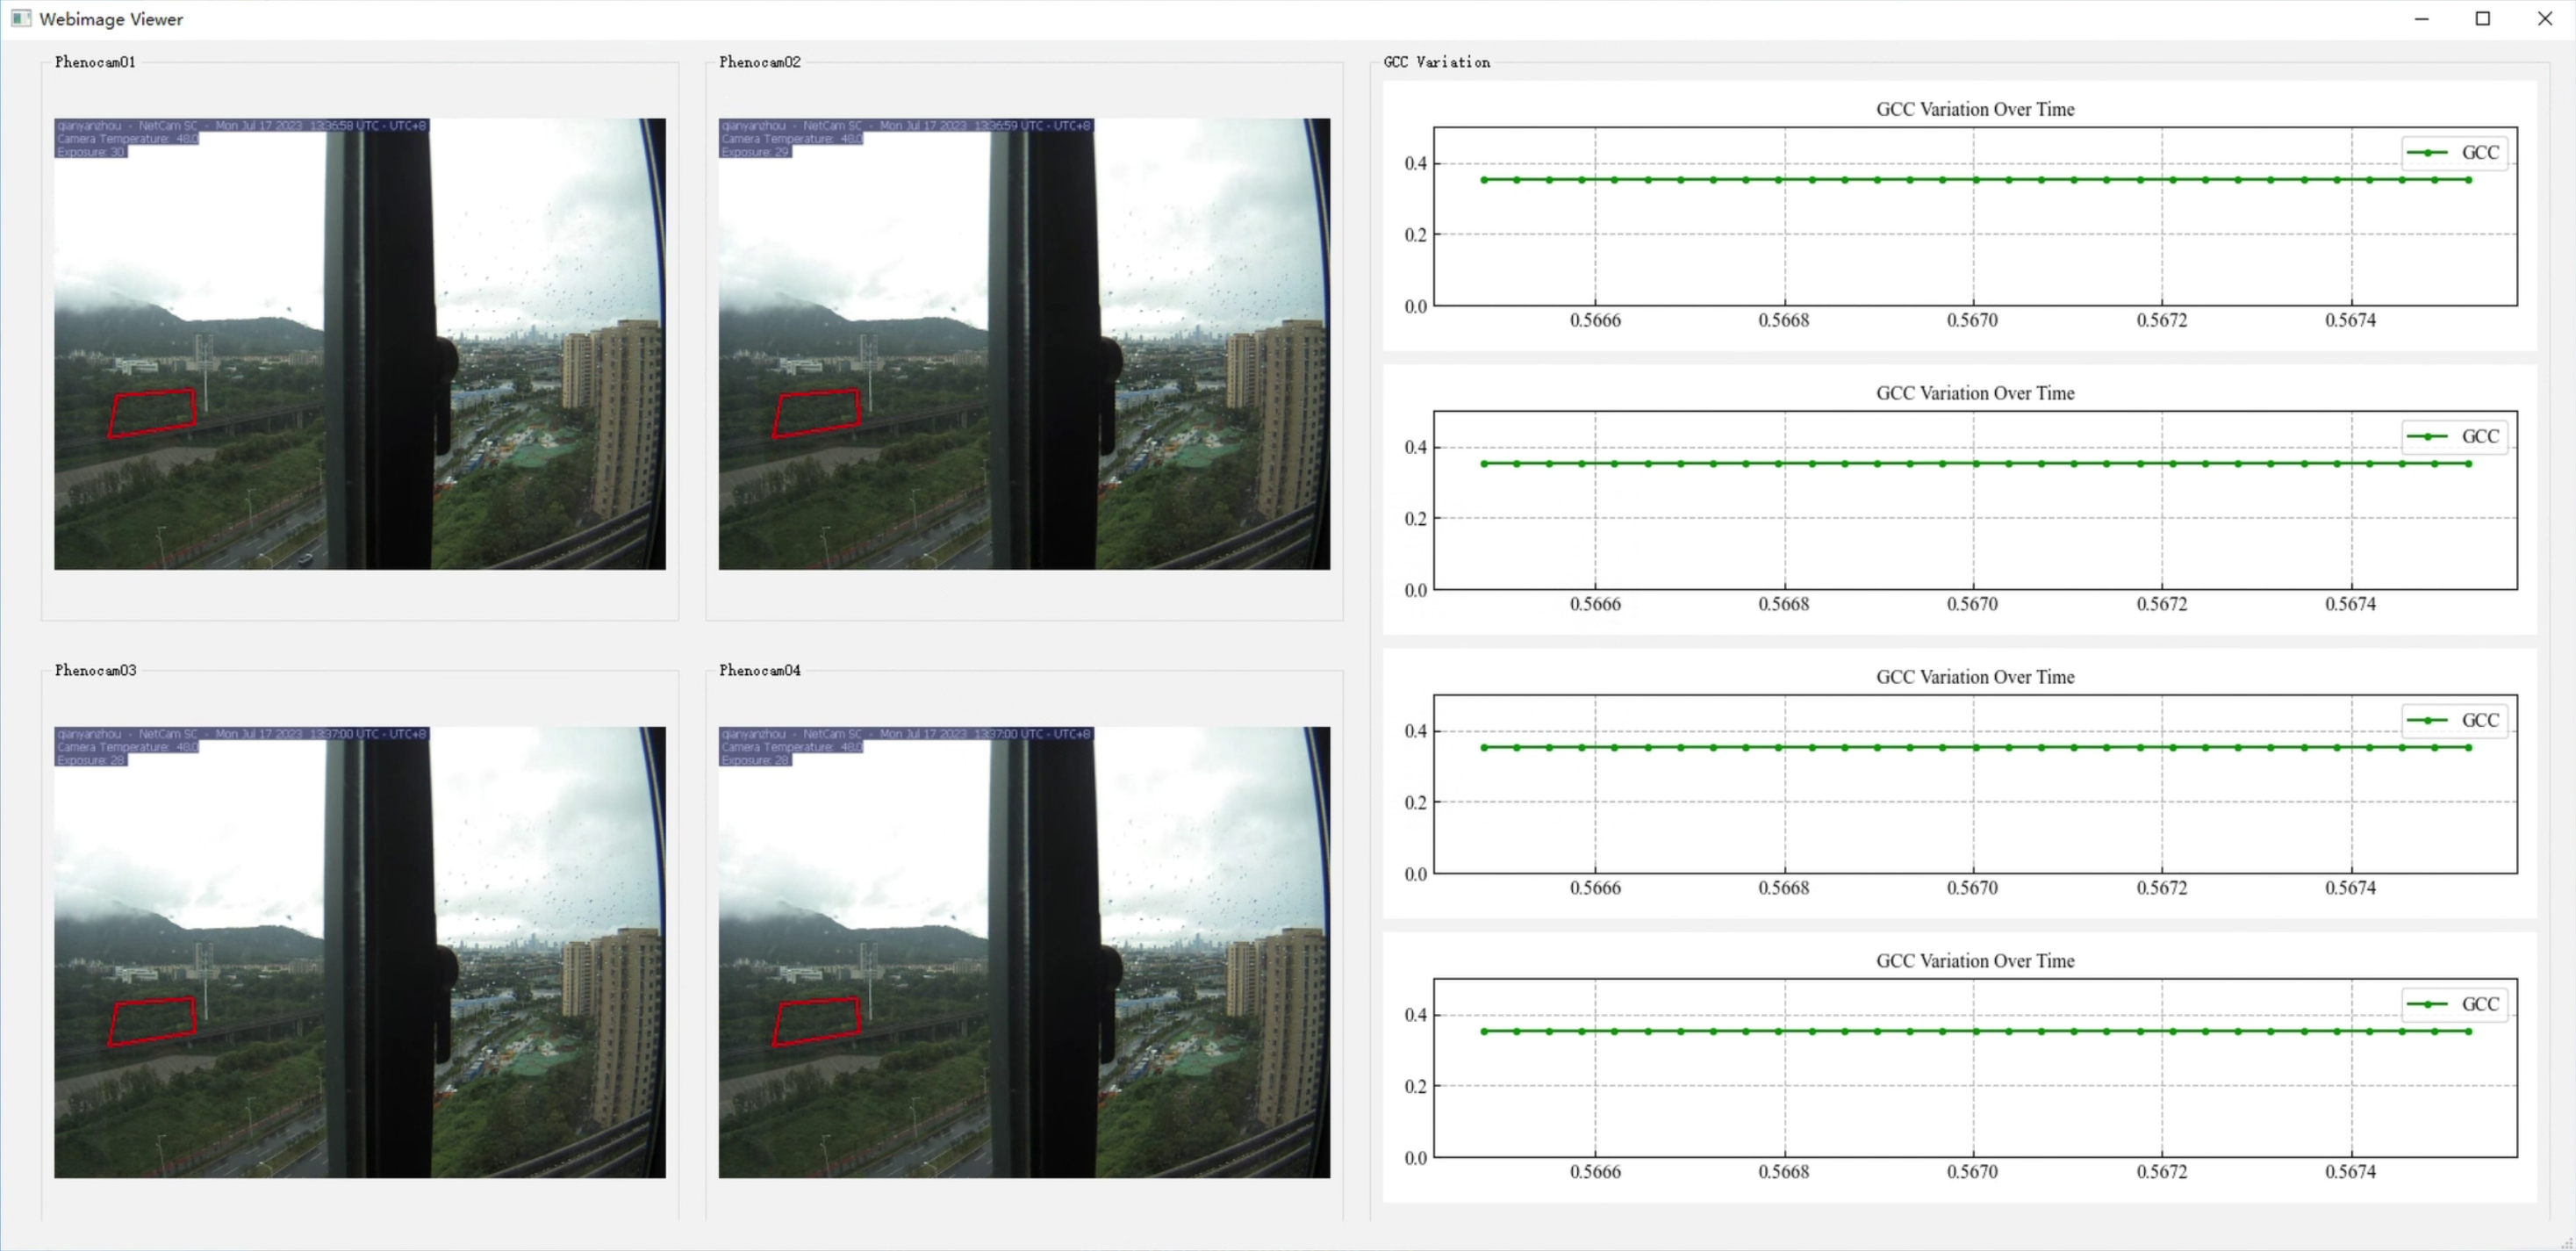 Webimage Viewer
Phenocam01
qianyanzhou - NetCam SC - Mon Jul 17 2023 13:36:58 UTC - UTC+8
Camera Temperature: 48.0
Exposure: 30
Phenocam02
qianyanzhou - NetCam SC - Mon Jul 17 2023 13:36:59 UTC - UTC+8
Camera Temperature: 48.0
Exposure: 29
Phenocam03
qianyanzhou - NetCam SC - Mon Jul 17 2023 13:37:00 UTC - UTC+8
Camera Temperature: 48.0
Exposure: 28
Phenocam04
qianyanzhou - NetCam SC - Mon Jul 17 2023 13:37:00 UTC - UTC+8
Camera Temperature: 48.0
Exposure: 28
GCC Variation
GCC Variation Over Time
GCC
0.4
0.2
0.0
0.5666 0.5668 0.5670 0.5672 0.5674
GCC Variation Over Time
GCC
0.4
0.2
0.0
0.5666 0.5668 0.5670 0.5672 0.5674
GCC Variation Over Time
GCC
0.4
0.2
0.0
0.5666 0.5668 0.5670 0.5672 0.5674
GCC Variation Over Time
GCC
0.4
0.2
0.0
0.5666 0.5668 0.5670 0.5672 0.5674